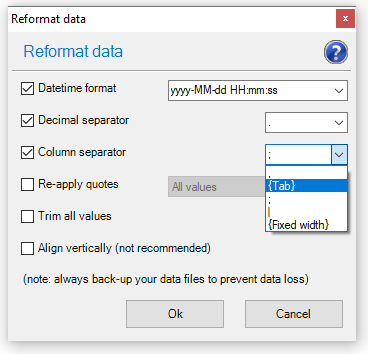 Reformat data
Reformat data
Datetime format yyyy-MM-dd HH:mm:ss
Decimal separator .
Column separator ;
,
{Tab}
;
|
{Fixed width}
Re-apply quotes All values
Trim all values
Align vertically (not recommended)
(note: always back-up your data files to prevent data loss)
Ok Cancel